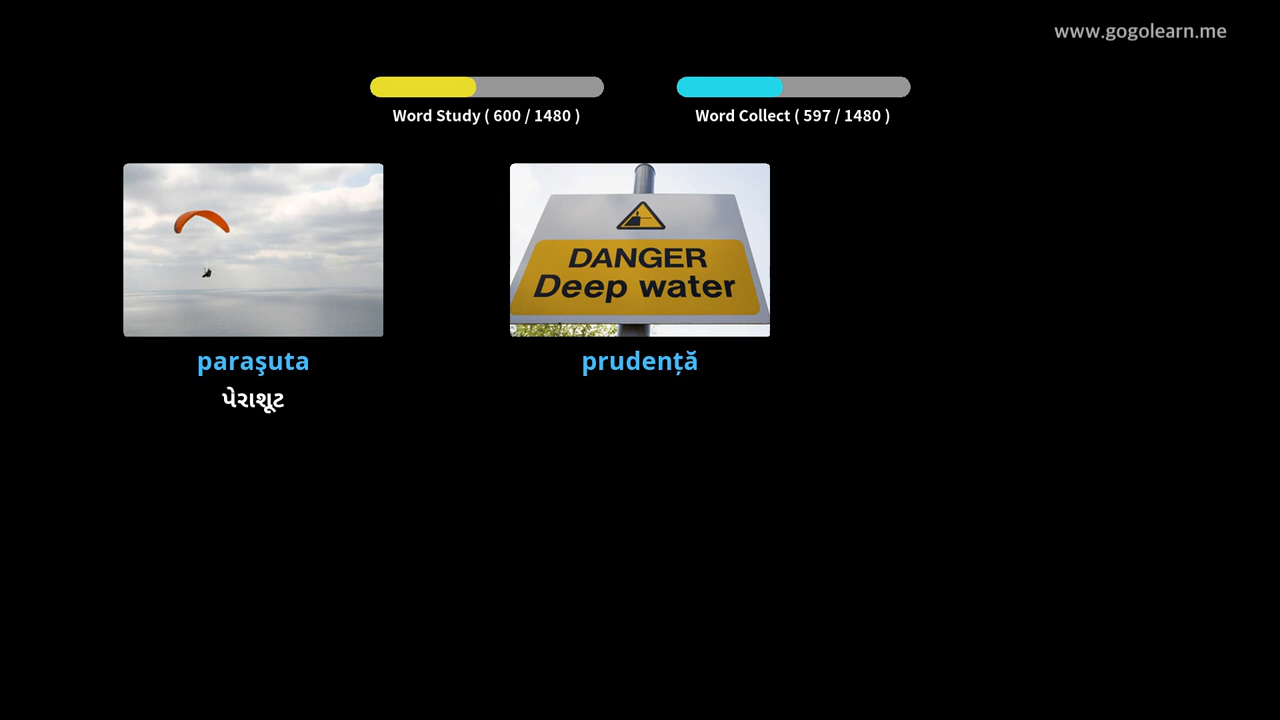 www.gogolearn.me
Word Study ( 600 / 1480 )
Word Collect ( 597 / 1480 )
DANGER
Deep water
paraşuta
prudență
પેરાશૂટ